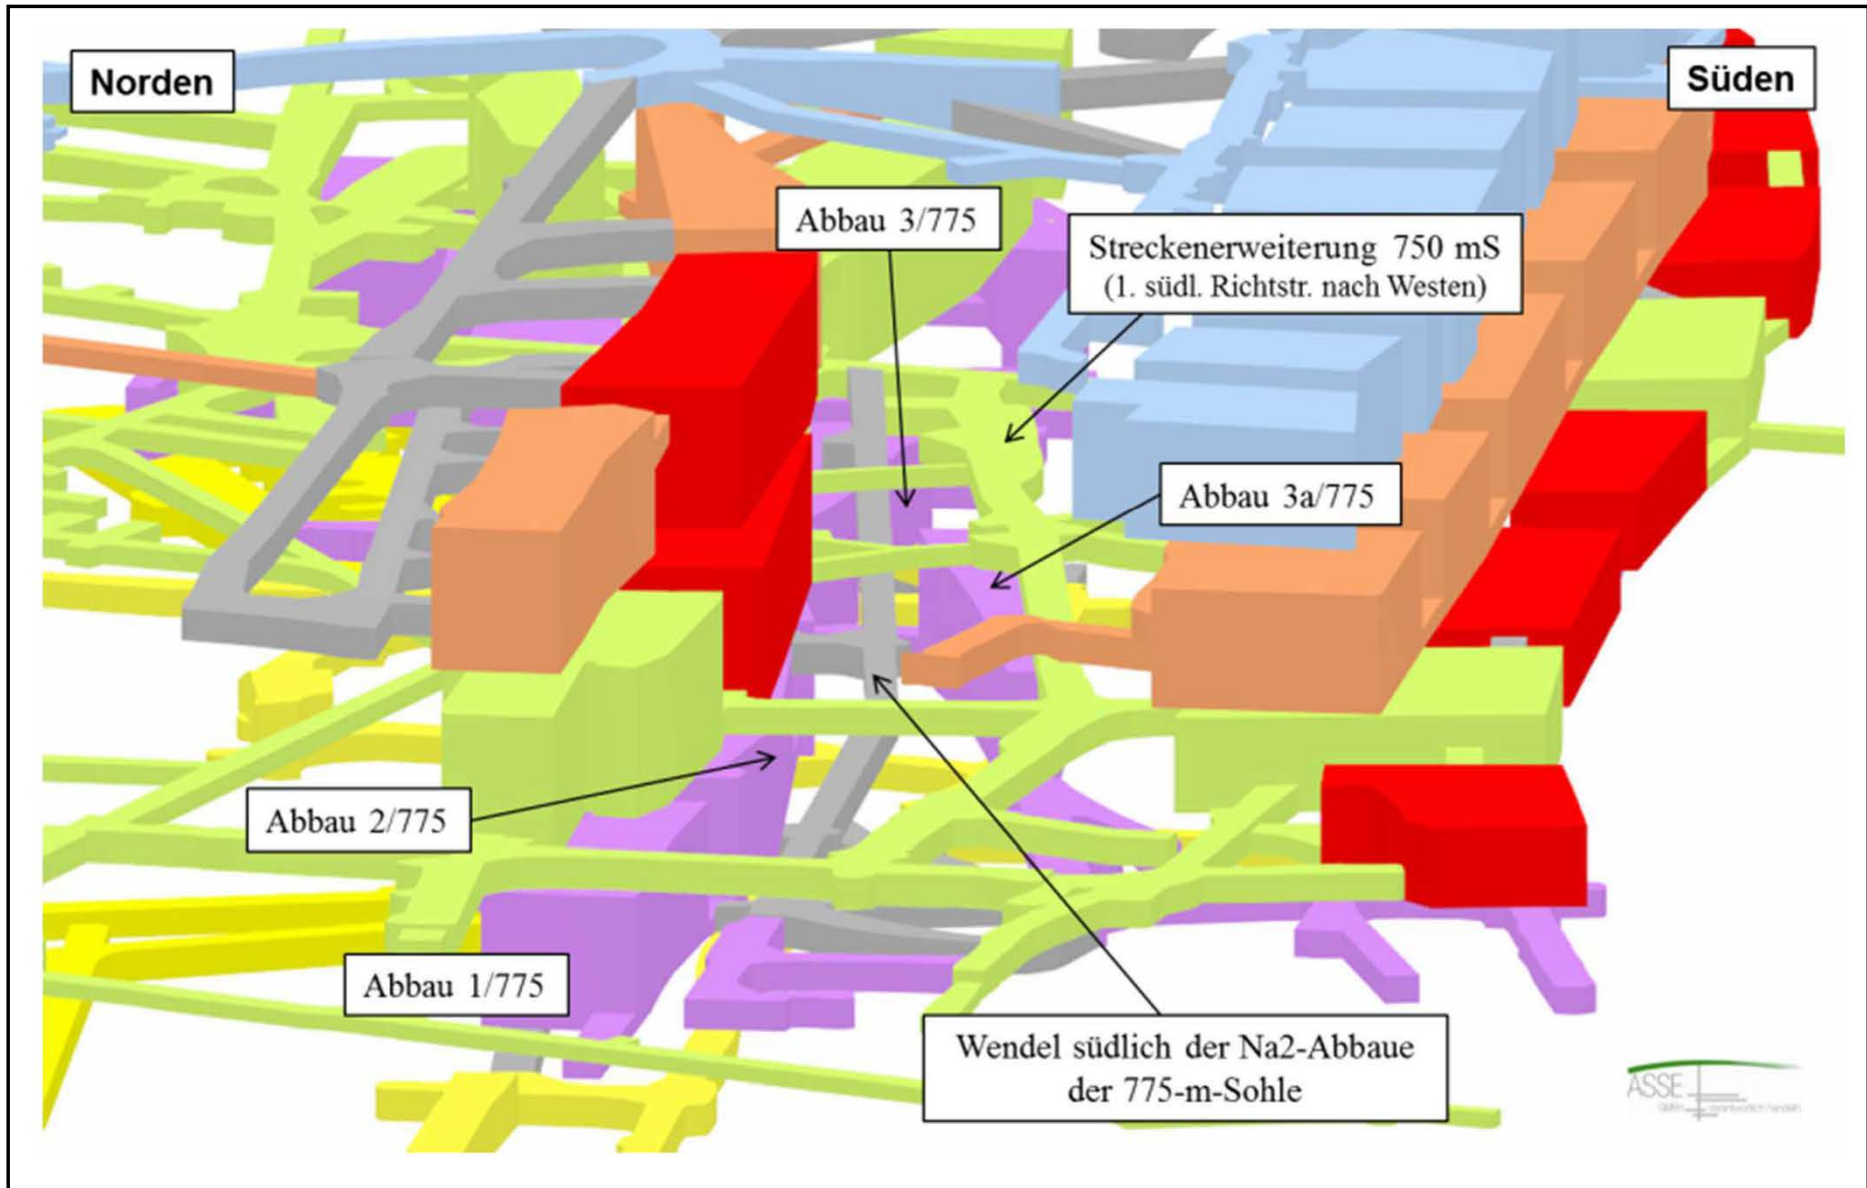 Norden
Süden
Abbau 3/775
Streckenerweiterung 750 mS
(1. südl. Richtstr. nach Westen)
Abbau 3a/775
Abbau 2/775
Abbau 1/775
Wendel südlich der Na2-Abbaue
der 775-m-Sohle
ASSE